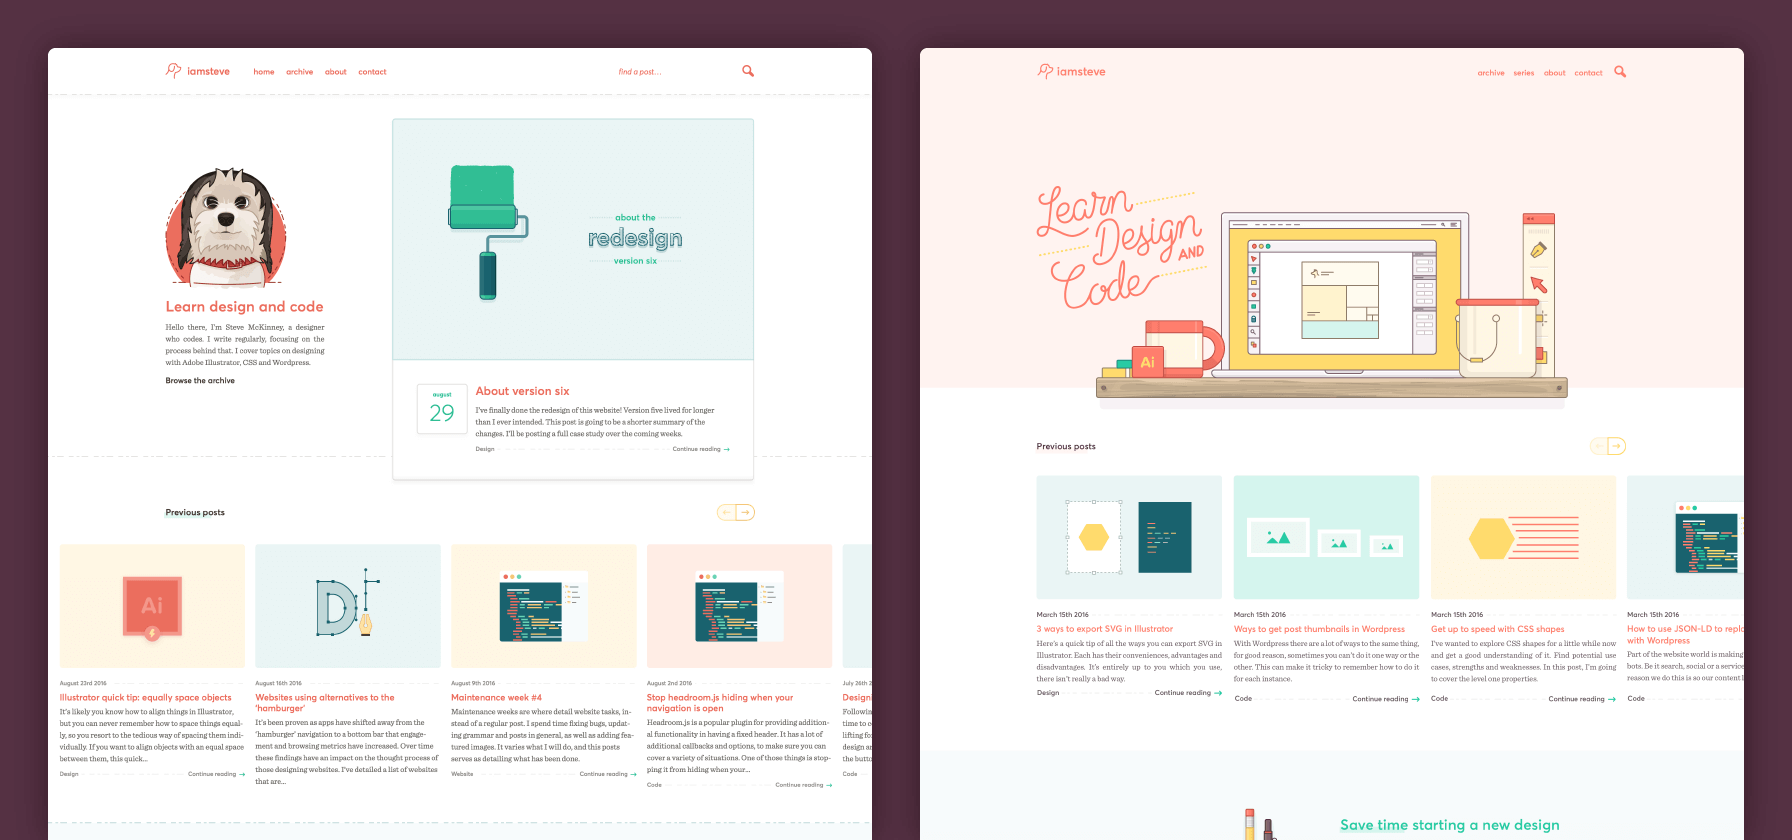 iamsteve
home archive about contact
find a post...
about the
redesign
version six
Learn design and code
Hello there, I'm Steve McKinney, a designer
who codes. I write regularly, focusing on the
process behind that. I cover topics on designing
with Adobe Illustrator, CSS and Wordpress.
Browse the archive
august
29
About version six
I've finally done the redesign of this website! Version five lived for longer
than I ever intended. This post is going to be a shorter summary of the
changes. I'll be posting a full case study over the coming weeks.
Design
Continue reading →
Previous posts
← →
Ai
August 23rd 2016
Illustrator quick tip: equally space objects
It's likely you know how to align things in Illustrator,
but you can never remember how to space things equal-
ly, so you resort to the tedious way of spacing them indi-
vidually. If you want to align objects with an equal space
between them, this quick...
Design
Continue reading →
D
August 16th 2016
Websites using alternatives to the
'hamburger'
It's been proven as apps have shifted away from the
'hamburger' navigation to a bottom bar that engage-
ment and browsing metrics have increased. Over time
these findings have an impact on the thought process of
those designing websites. I've detailed a list of websites
that are...
August 9th 2016
Maintenance week #4
Maintenance weeks are where detail website tasks, in-
stead of a regular post. I spend time fixing bugs, updat-
ing grammar and posts in general, as well as adding fea-
tured images. It varies what I will do, and this posts
serves as detailing what has been done.
Website
Continue reading →
August 2nd 2016
Stop headroom.js hiding when your
navigation is open
Headroom.js is a popular plugin for providing addition-
al functionality in having a fixed header. It has a lot of
additional callbacks and options, to make sure you can
cover a variety of situations. One of those things is stop-
ping it from hiding when your...
Code
Continue reading →
July 26th 2
Design
Followin
time to c
lifting fo
design a
the butto
Code
iamsteve
archive series about contact
Learn
Design
AND
Code
Ai
Previous posts
← →
March 15th 2016
3 ways to export SVG in Illustrator
Here's a quick tip of all the ways you can export SVG in
Illustrator. Each has their conveniences, advantages and
disadvantages. It's entirely up to you which you use,
there isn't really a bad way.
Design
Continue reading →
March 15th 2016
Ways to get post thumbnails in Wordpress
With Wordpress there are a lot of ways to the same thing,
for good reason, sometimes you can't do it one way or the
other. This can make it tricky to remember how to do it
for each instance.
Code
Continue reading →
March 15th 2016
Get up to speed with CSS shapes
I've wanted to explore CSS shapes for a little while now
and get a good understanding of it. Find potential use
cases, strengths and weaknesses. In this post, I'm going
to cover the level one properties.
Code
Continue reading →
March 15th 2016
How to use JSON-LD to repla
with Wordpress
Part of the website world is making
bots. Be it search, social or a service
reason we do this is so our content l
Code
Save time starting a new design